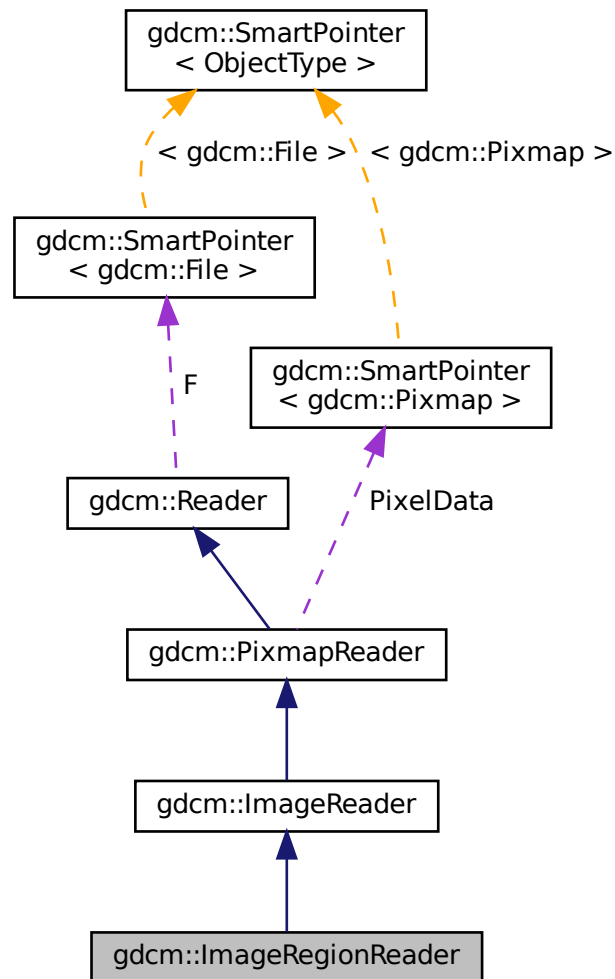 gdcm::SmartPointer
< ObjectType >
< gdcm::File >
< gdcm::Pixmap >
gdcm::SmartPointer
< gdcm::File >
gdcm::SmartPointer
< gdcm::Pixmap >
F
gdcm::Reader
PixelData
gdcm::PixmapReader
gdcm::ImageReader
gdcm::ImageRegionReader